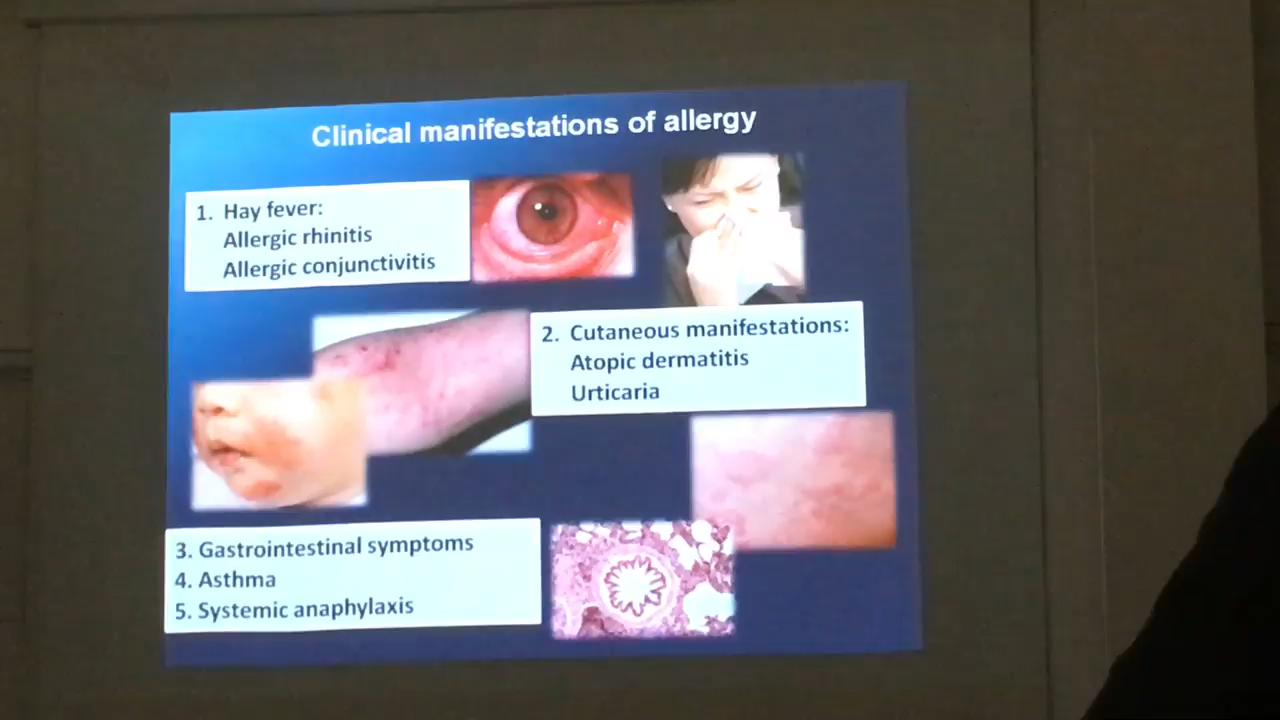 Clinical manifestations of allergy
1. Hay fever:
Allergic rhinitis
Allergic conjunctivitis
2. Cutaneous manifestations:
Atopic dermatitis
Urticaria
3. Gastrointestinal symptoms
4. Asthma
5. Systemic anaphylaxis